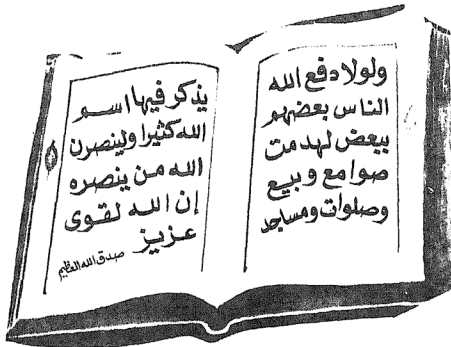 ولولا دفع الله
الناس بعضهم
ببعض لهدمت
صوامع وبيع
وصلوات ومساجد
يذكر فيها اسم
الله كثيرا ولينصرن
الله من ينصره
إن الله لقوى
عزيز
صدق الله العظيم